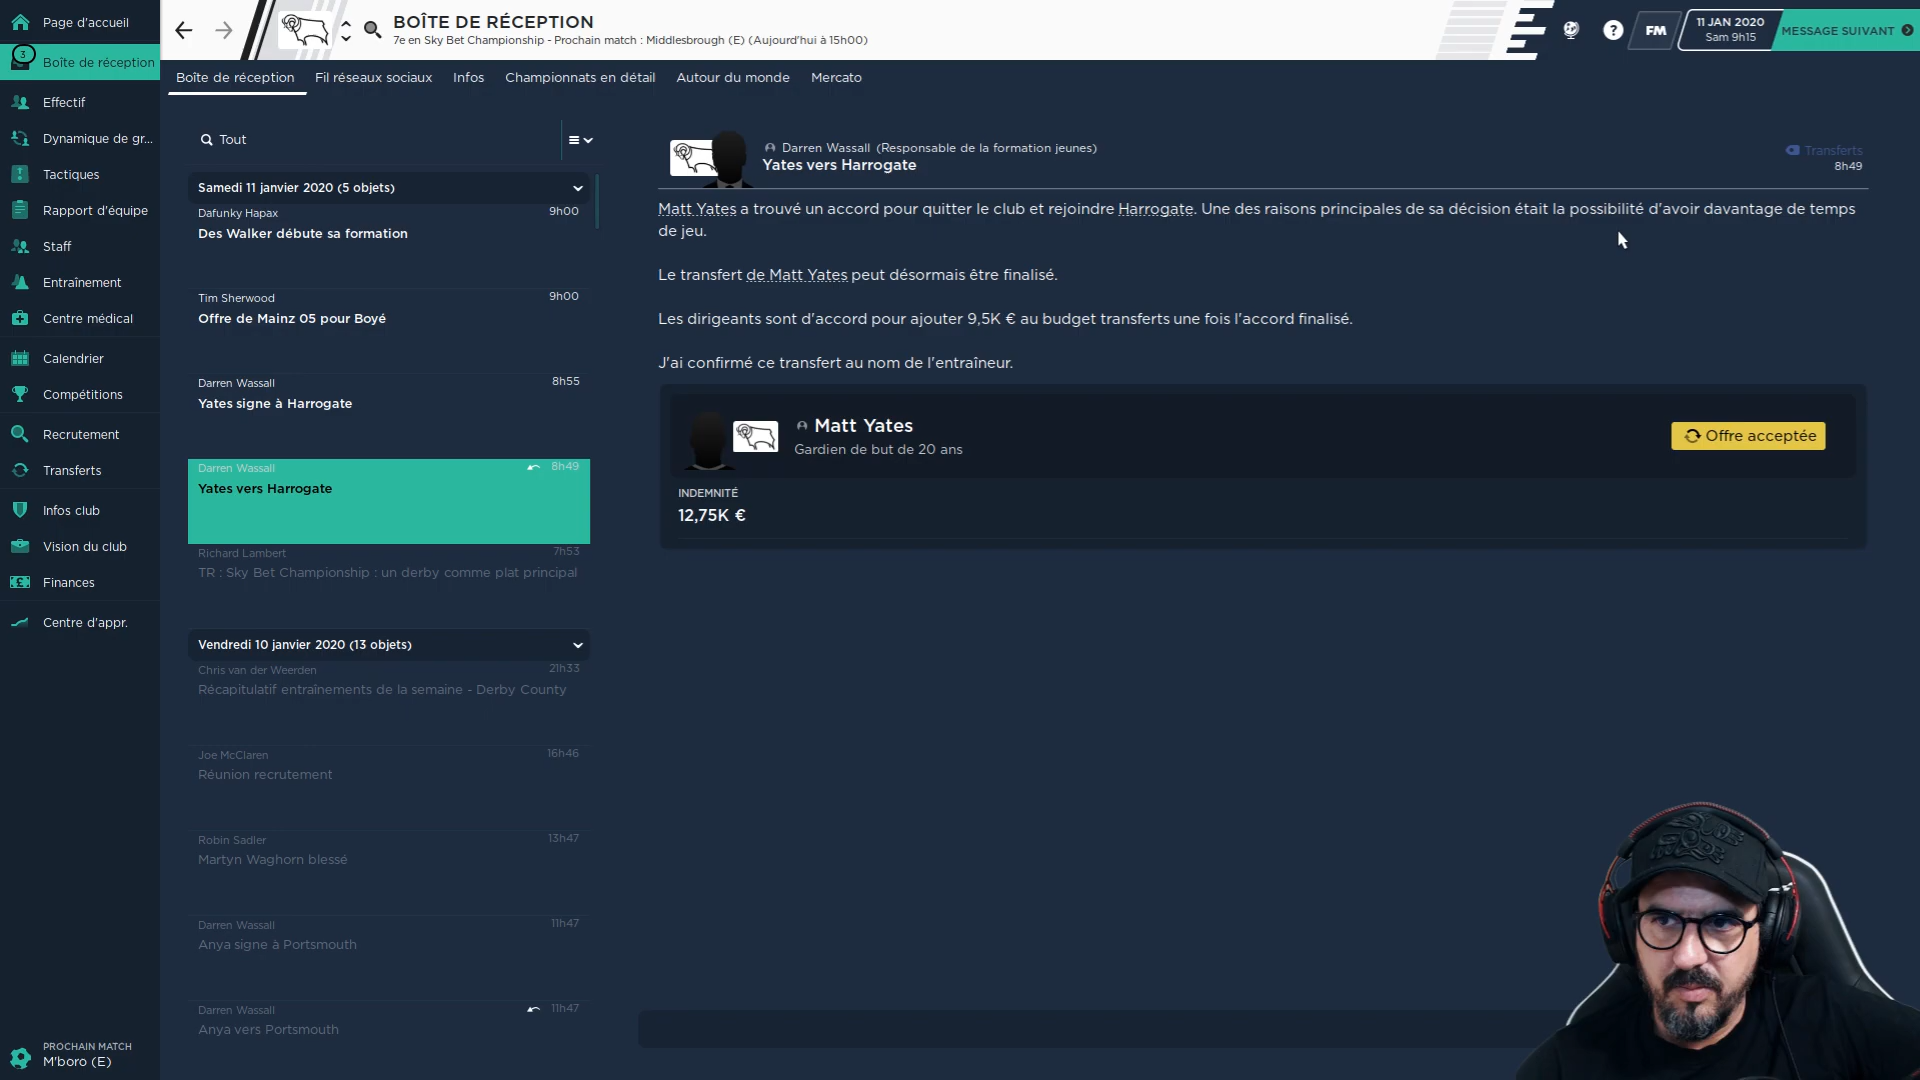 Page d'accueil
3
Boîte de réception
Effectif
Dynamique de gr...
Tactiques
Rapport d'équipe
Staff
Entraînement
Centre médical
Calendrier
Compétitions
Recrutement
Transferts
Infos club
Vision du club
Finances
Centre d'appr.
PROCHAIN MATCH
M'boro (E)
BOÎTE DE RÉCEPTION
7e en Sky Bet Championship - Prochain match : Middlesbrough (E) (Aujourd'hui à 15h00)
?
FM
11 JAN 2020
Sam 9h15
MESSAGE SUIVANT
Boîte de réception Fil réseaux sociaux Infos Championnats en détail Autour du monde Mercato
Tout
Samedi 11 janvier 2020 (5 objets)
Dafunky Hapax 9h00
Des Walker débute sa formation
Tim Sherwood 9h00
Offre de Mainz 05 pour Boyé
Darren Wassall 8h55
Yates signe à Harrogate
Darren Wassall 8h49
Yates vers Harrogate
Richard Lambert 7h53
TR : Sky Bet Championship : un derby comme plat principal
Vendredi 10 janvier 2020 (13 objets)
Chris van der Weerden 21h33
Récapitulatif entraînements de la semaine - Derby County
Joe McClaren 16h46
Réunion recrutement
Robin Sadler 13h47
Martyn Waghorn blessé
Darren Wassall 11h47
Anya signe à Portsmouth
Darren Wassall 11h47
Anya vers Portsmouth
Darren Wassall (Responsable de la formation jeunes)
Yates vers Harrogate
Transferts
8h49
Matt Yates a trouvé un accord pour quitter le club et rejoindre Harrogate. Une des raisons principales de sa décision était la possibilité d'avoir davantage de temps
de jeu.
Le transfert de Matt Yates peut désormais être finalisé.
Les dirigeants sont d'accord pour ajouter 9,5K € au budget transferts une fois l'accord finalisé.
J'ai confirmé ce transfert au nom de l'entraîneur.
Matt Yates
Gardien de but de 20 ans
Offre acceptée
INDEMNITÉ
12,75K €